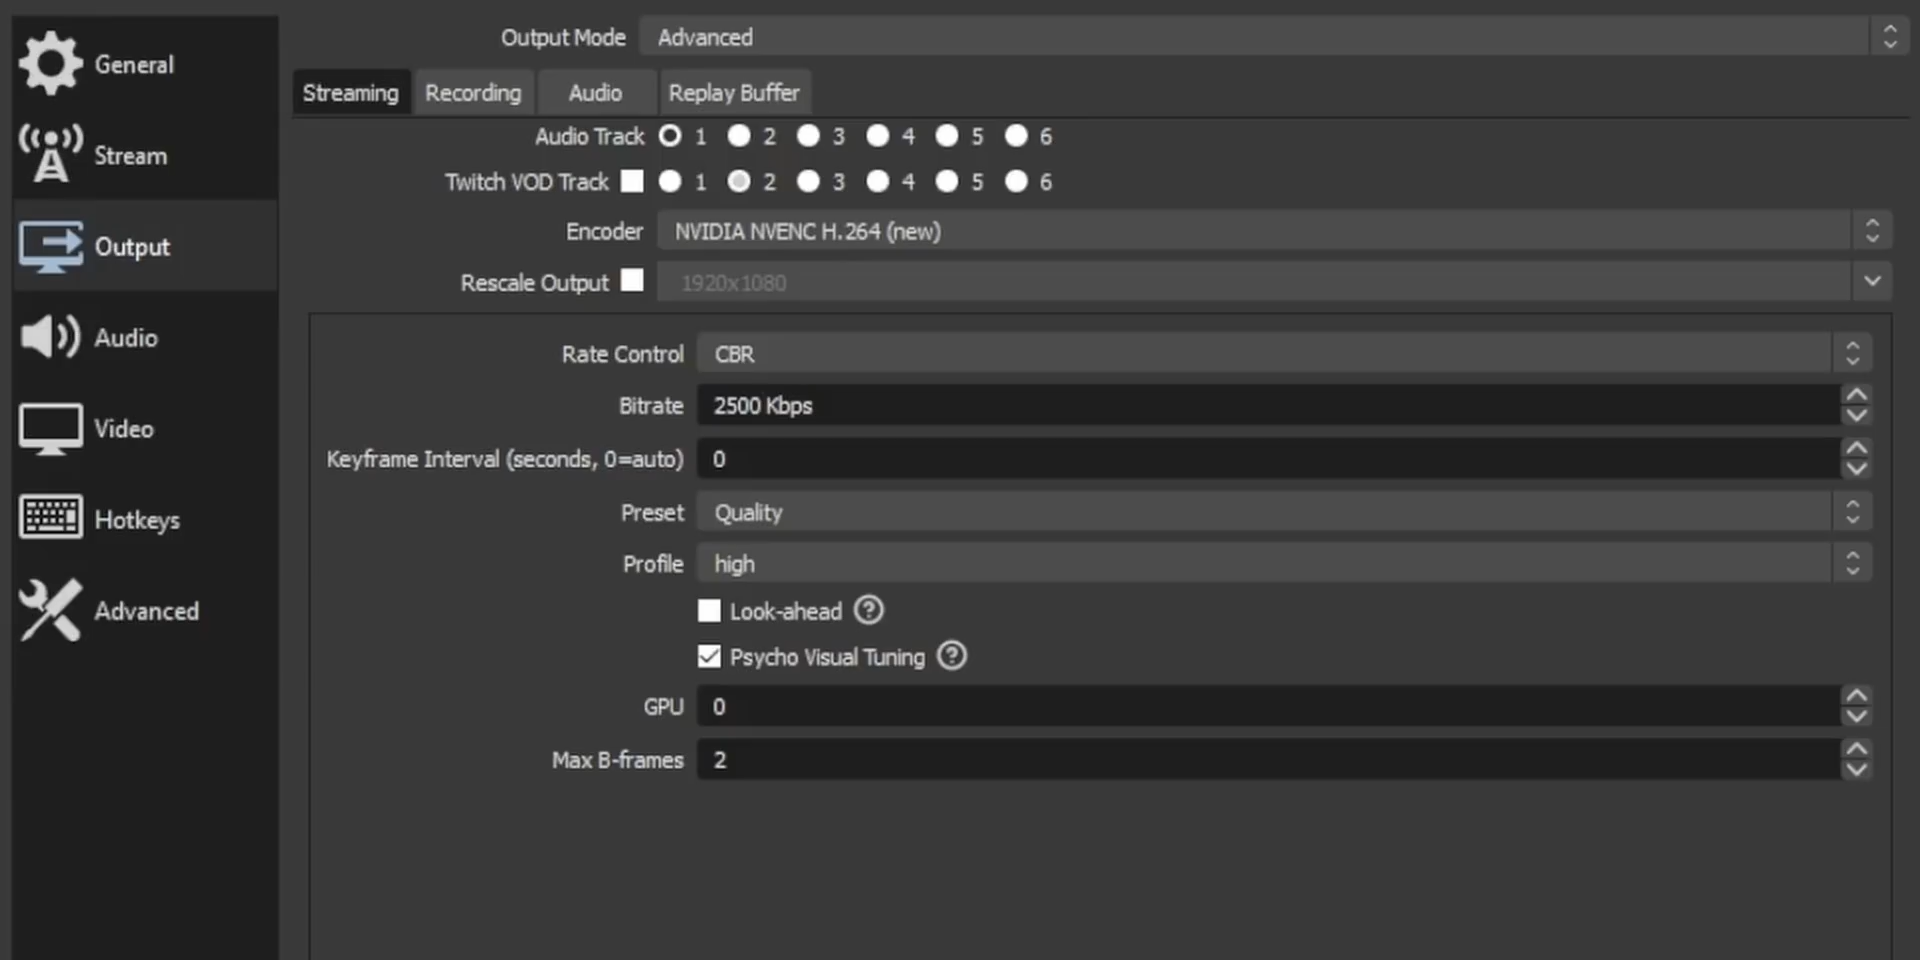 General
Stream
Output
Audio
Video
Hotkeys
Advanced
Output Mode Advanced
Streaming Recording Audio Replay Buffer
Audio Track 1 2 3 4 5 6
Twitch VOD Track 1 2 3 4 5 6
Encoder NVIDIA NVENC H.264 (new)
Rescale Output 1920x1080
Rate Control CBR
Bitrate 2500 Kbps
Keyframe Interval (seconds, 0=auto) 0
Preset Quality
Profile high
Look-ahead ?
Psycho Visual Tuning ?
GPU 0
Max B-frames 2